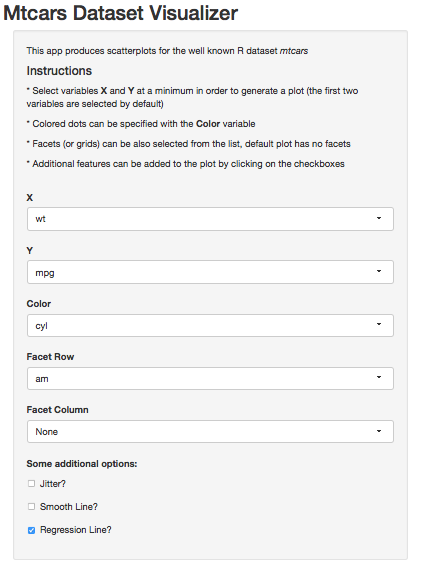 Mtcars Dataset Visualizer
This app produces scatterplots for the well known R dataset mtcars
Instructions
* Select variables X and Y at a minimum in order to generate a plot (the first two
variables are selected by default)
* Colored dots can be specified with the Color variable
* Facets (or grids) can be also selected from the list, default plot has no facets
* Additional features can be added to the plot by clicking on the checkboxes
X
wt
Y
mpg
Color
cyl
Facet Row
am
Facet Column
None
Some additional options:
Jitter?
Smooth Line?
Regression Line?